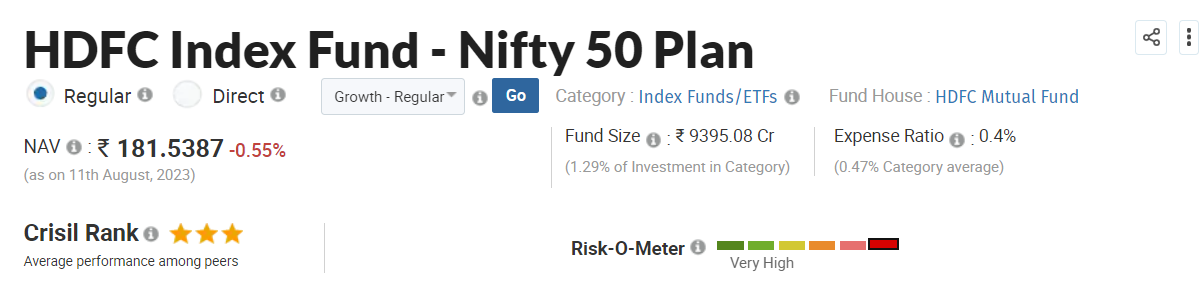 HDFC Index Fund - Nifty 50 Plan
Regular Direct Growth - Regular Go Category : Index Funds/ETFs Fund House : HDFC Mutual Fund
NAV : ₹ 181.5387 -0.55% Fund Size : ₹ 9395.08 Cr Expense Ratio : 0.4%
(as on 11th August, 2023) (1.29% of Investment in Category) (0.47% Category average)
Crisil Rank Risk-O-Meter
Average performance among peers Very High